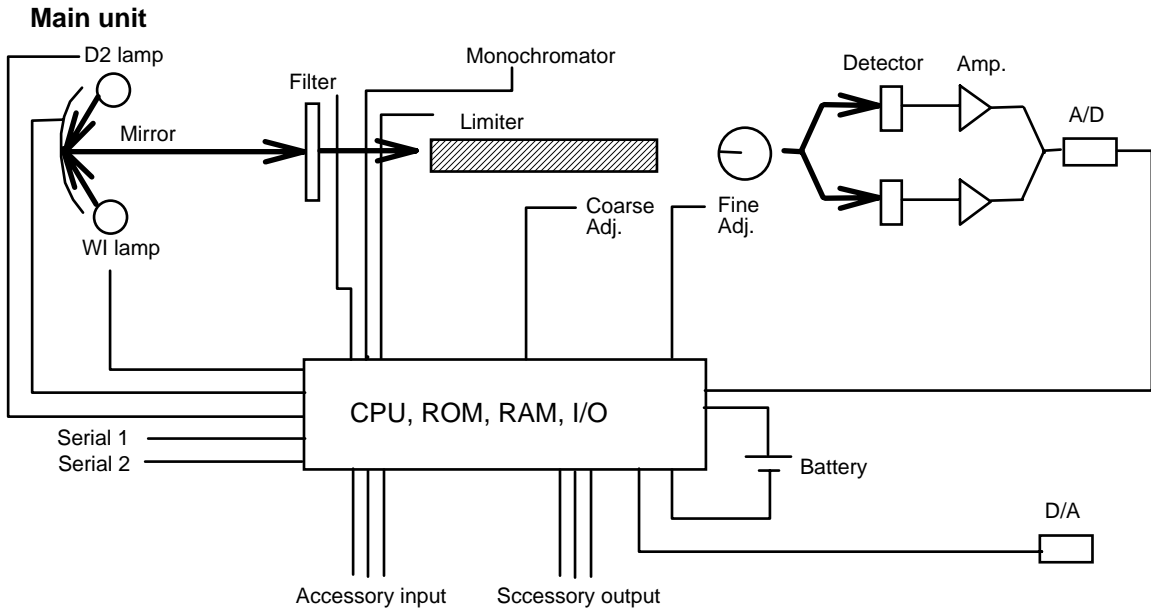 Main unit
D2 lamp
Monochromator
Detector
Amp.
Filter
A/D
Mirror
Limiter
Coarse
Adj.
Fine
Adj.
WI lamp
CPU, ROM, RAM, I/O
Serial 1
Serial 2
Battery
D/A
Accessory input
Sccessory output